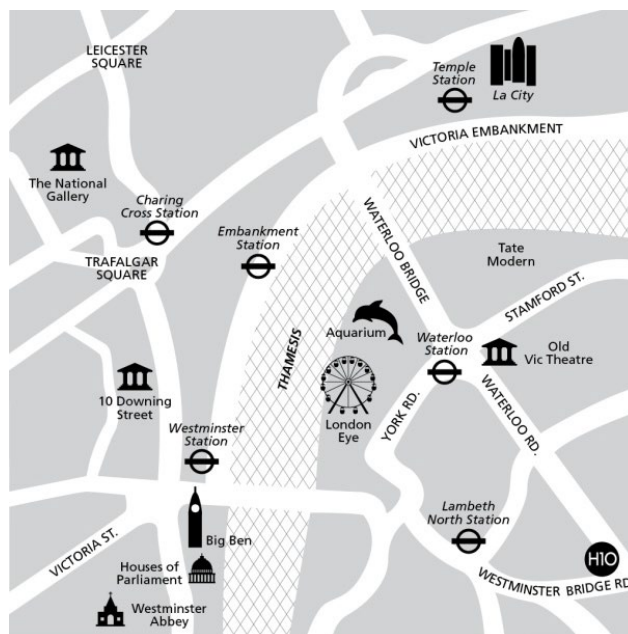 LEICESTER
SQUARE
Temple
Station
La City
VICTORIA EMBANKMENT
The National
Gallery
Charing
Cross Station
Embankment
Station
WATERLOO BRIDGE
TRAFALGAR
SQUARE
Tate
Modern
STAMFORD ST.
Aquarium
THAMESIS
Waterloo
Station
Old
Vic Theatre
10 Downing
Street
London
Eye
YORK RD.
WATERLOO RD.
Westminster
Station
Lambeth
North Station
Big Ben
VICTORIA ST.
Houses of
Parliament
H10
WESTMINSTER BRIDGE RD
Westminster
Abbey